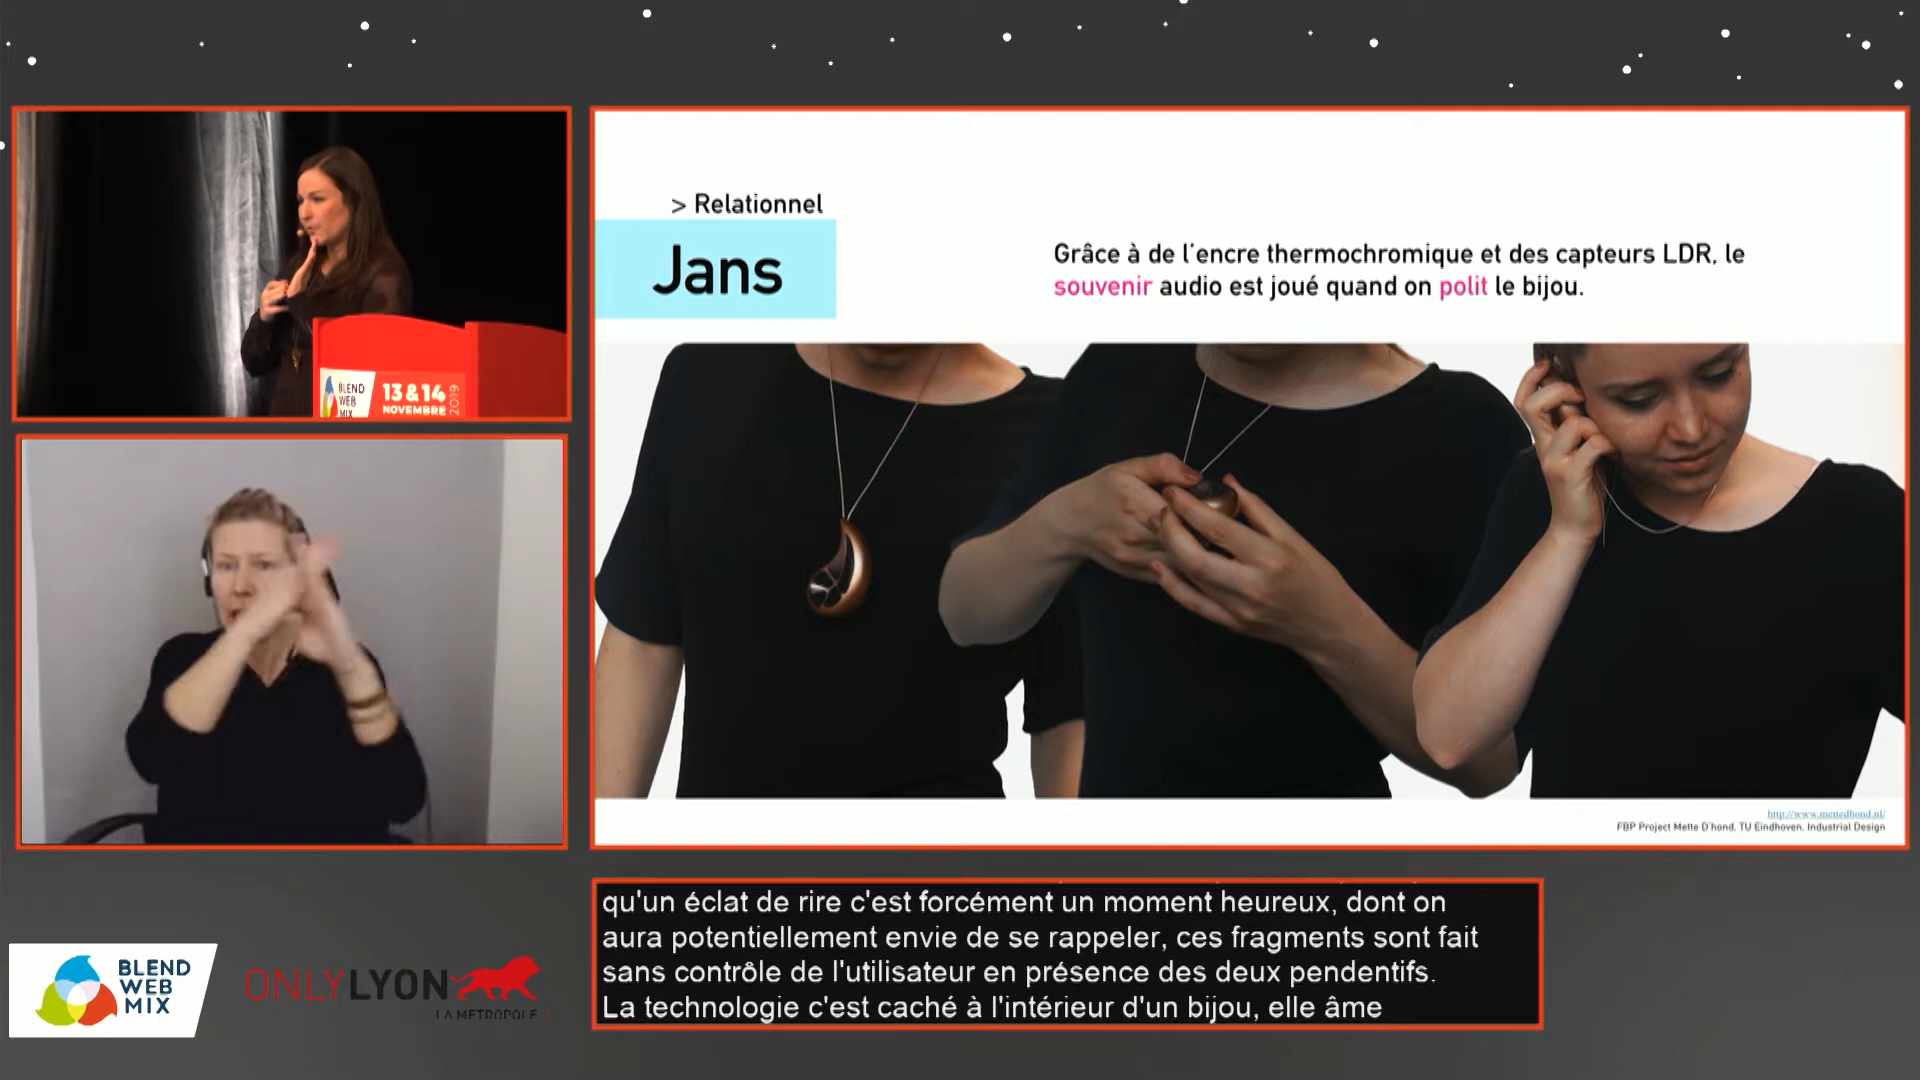 > Relationnel
Jans
Grâce à de l'encre thermochromique et des capteurs LDR, le
souvenir audio est joué quand on polit le bijou.
BLEND
WEB
MIX
13 & 14
NOVEMBRE
2019
http://www.mettedhond.nl/
FBP Project Mette D'hond, TU Eindhoven, Industrial Design
qu'un éclat de rire c'est forcément un moment heureux, dont on
aura potentiellement envie de se rappeler, ces fragments sont fait
sans contrôle de l'utilisateur en présence des deux pendentifs.
La technologie c'est caché à l'intérieur d'un bijou, elle âme
BLEND
WEB
MIX
ONLYLYON
LA METROPOLE